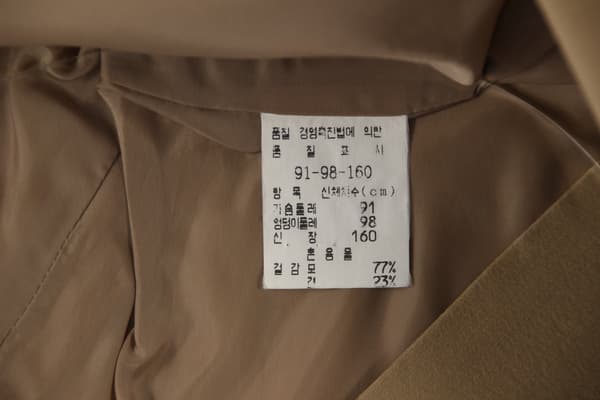 품질 경영촉진법에 의한
품 질 표 시
91-98-160
항 목 신체치수(cm)
가슴둘레 91
엉덩이둘레 98
신 장 160
혼 용 율
겉 감 모 77%
23%